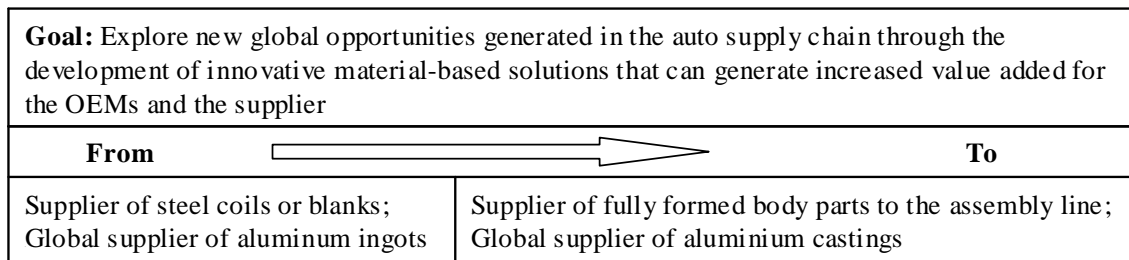 Goal: Explore new global opportunities generated in the auto supply chain through the
development of innovative material-based solutions that can generate increased value added for
the OEMs and the supplier
From To
Supplier of steel coils or blanks;
Global supplier of aluminum ingots
Supplier of fully formed body parts to the assembly line;
Global supplier of aluminium castings